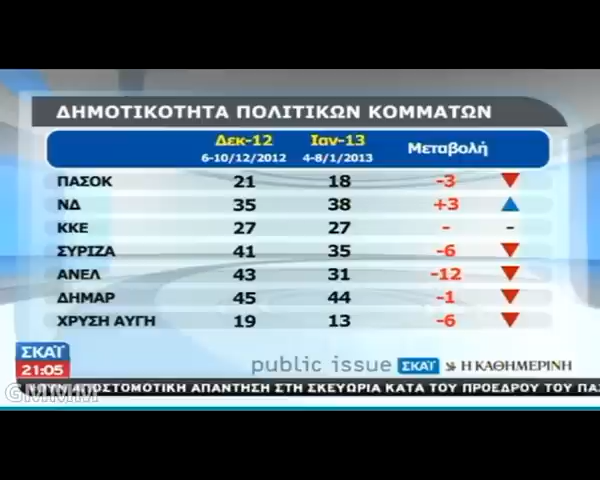 ΔΗΜΟΤΙΚΟΤΗΤΑ ΠΟΛΙΤΙΚΩΝ ΚΟΜΜΑΤΩΝ
Δεκ-12 Ιαν-13 Μεταβολή
6-10/12/2012 4-8/1/2013
ΠΑΣΟΚ 21 18 -3
ΝΔ 35 38 +3
ΚΚΕ 27 27 - -
ΣΥΡΙΖΑ 41 35 -6
ΑΝΕΛ 43 31 -12
ΔΗΜΑΡ 45 44 -1
ΧΡΥΣΗ ΑΥΓΗ 19 13 -6
ΣΚΑΪ
21:05
public issue ΣΚΑΪ Η ΚΑΘΗΜΕΡΙΝΗ
ΑΠΟΣΤΟΜΩΤΙΚΗ ΑΠΑΝΤΗΣΗ ΣΤΗ ΣΚΕΥΩΡΙΑ ΚΑΤΑ ΤΟΥ ΠΡΟΕΔΡΟΥ ΤΟΥ ΠΑΣ
GMMM